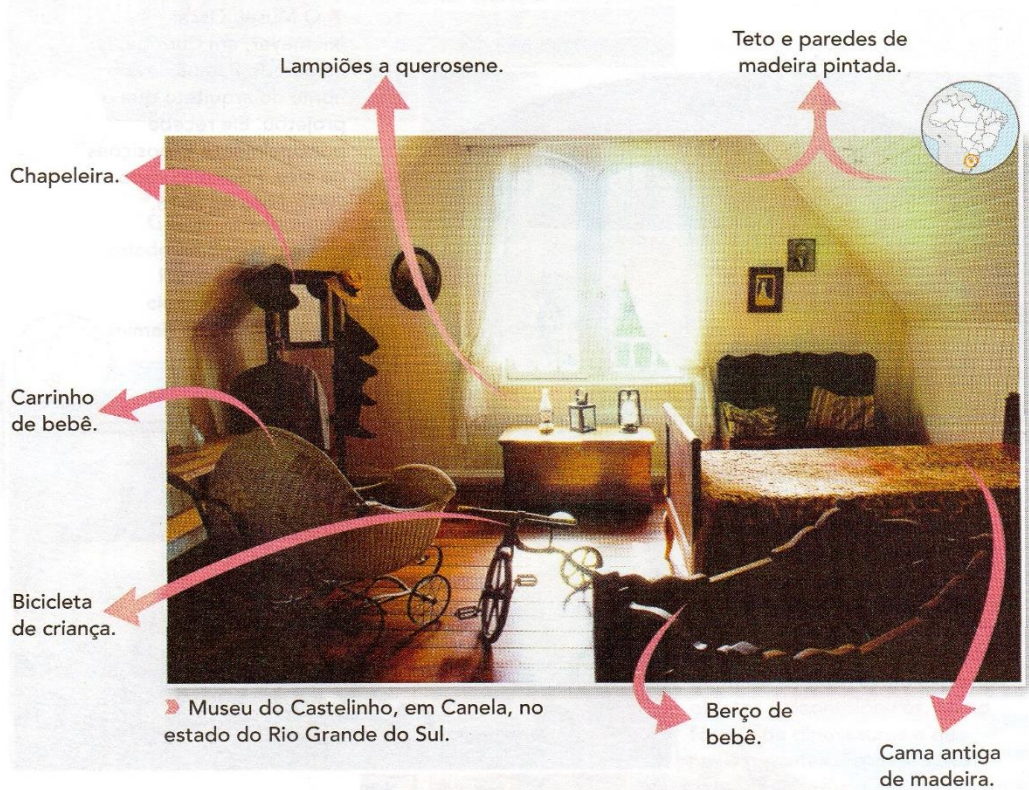 Teto e paredes de
madeira pintada.
Lampiões a querosene.
Chapeleira.
Carrinho
de bebê.
Bicicleta
de criança.
Museu do Castelinho, em Canela, no
estado do Rio Grande do Sul.
Berço de
bebê.
Cama antiga
de madeira.